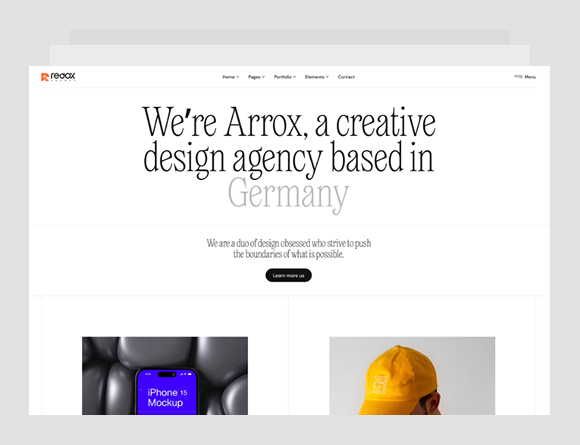 redox
Home Pages Portfolio Elements Contact
Menu
We're Arrox, a creative
design agency based in
Germany
We are a duo of design obsessed who strive to push
the boundaries of what is possible.
Learn more us
iPhone 15
Mockup